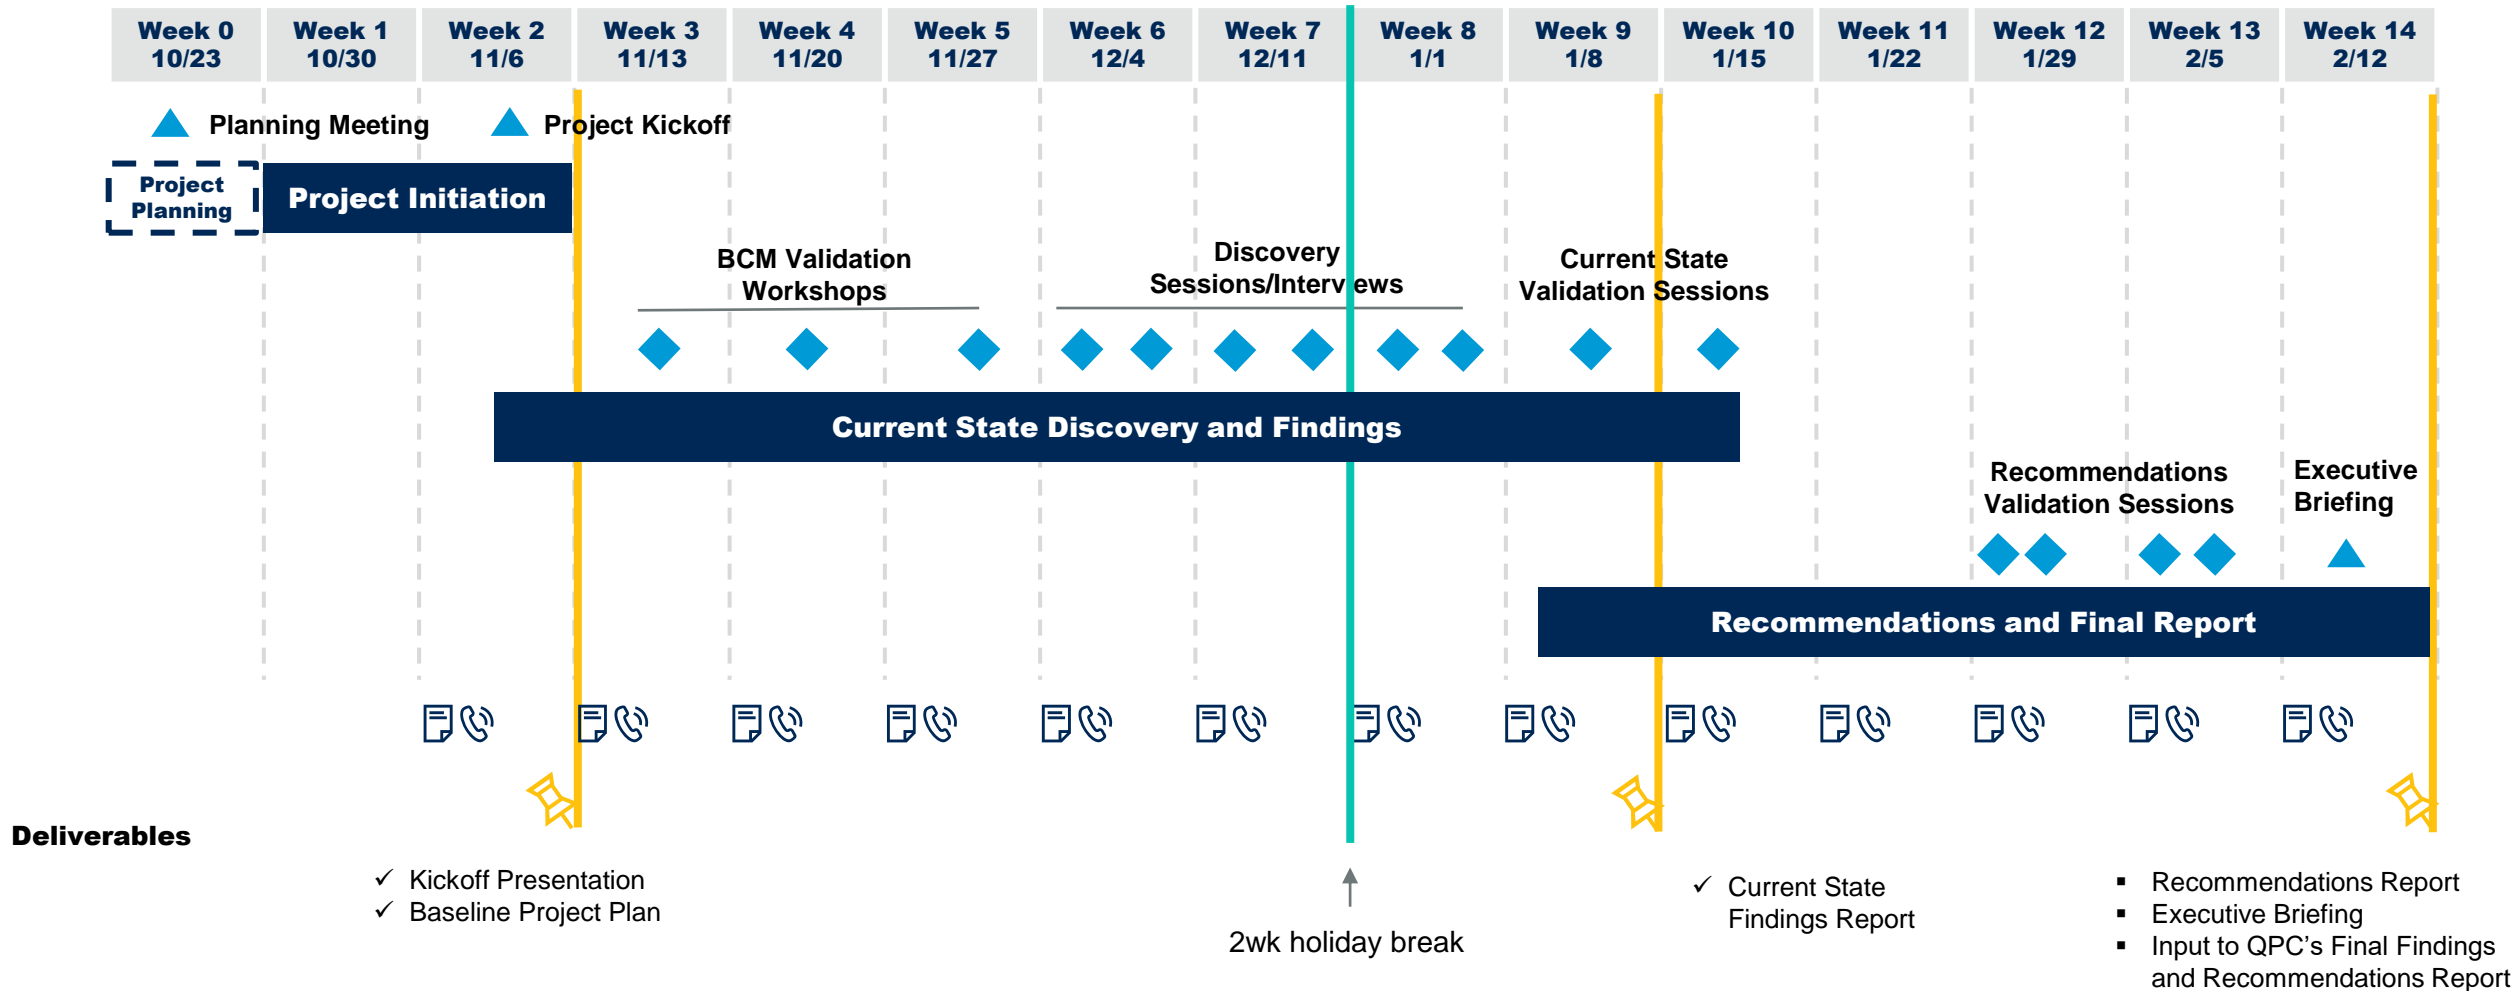 Week 0
10/23
Week 1
10/30
Week 2
11/6
Week 3
11/13
Week 4
11/20
Week 5
11/27
Week 6
12/4
Week 7
12/11
Week 8
1/1
Week 9
1/8
Week 10
1/15
Week 11
1/22
Week 12
1/29
Week 13
2/5
Week 14
2/12
Planning Meeting
Project Kickoff
Project
Planning
Project Initiation
BCM Validation
Workshops
Discovery
Sessions/Interviews
Current State
Validation Sessions
Current State Discovery and Findings
Recommendations
Validation Sessions
Executive
Briefing
Recommendations and Final Report
Deliverables
✓ Kickoff Presentation
✓ Baseline Project Plan
2wk holiday break
✓ Current State
Findings Report
▪ Recommendations Report
▪ Executive Briefing
▪ Input to QPC's Final Findings
and Recommendations Report